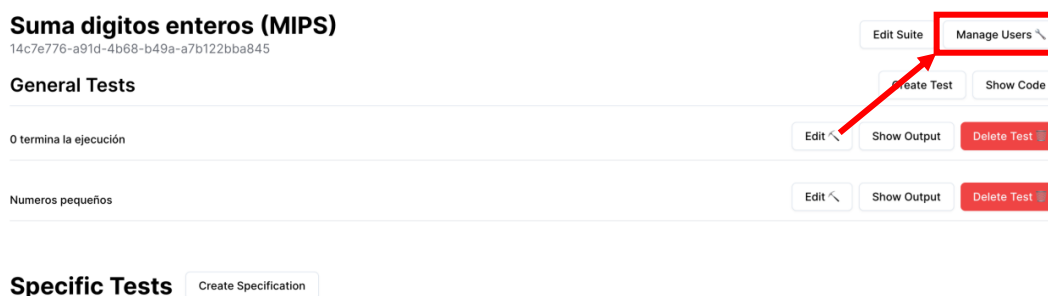 Suma digitos enteros (MIPS)
14c7e776-a91d-4b68-b49a-a7b122bba845
Edit Suite Manage Users
General Tests
Create Test Show Code
0 termina la ejecución
Edit Show Output Delete Test
Numeros pequeños
Edit Show Output Delete Test
Specific Tests Create Specification